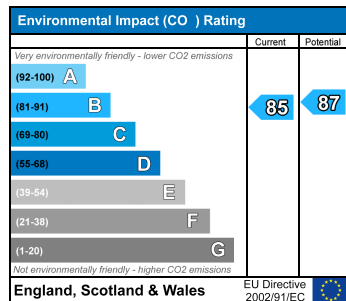 Environmental Impact (CO ) Rating
Current Potential
Very environmentally friendly - lower CO2 emissions
(92-100) A
(81-91) B
85 87
(69-80) C
(55-68) D
(39-54) E
(21-38) F
(1-20) G
Not environmentally friendly - higher CO2 emissions
England, Scotland & Wales
EU Directive
2002/91/EC